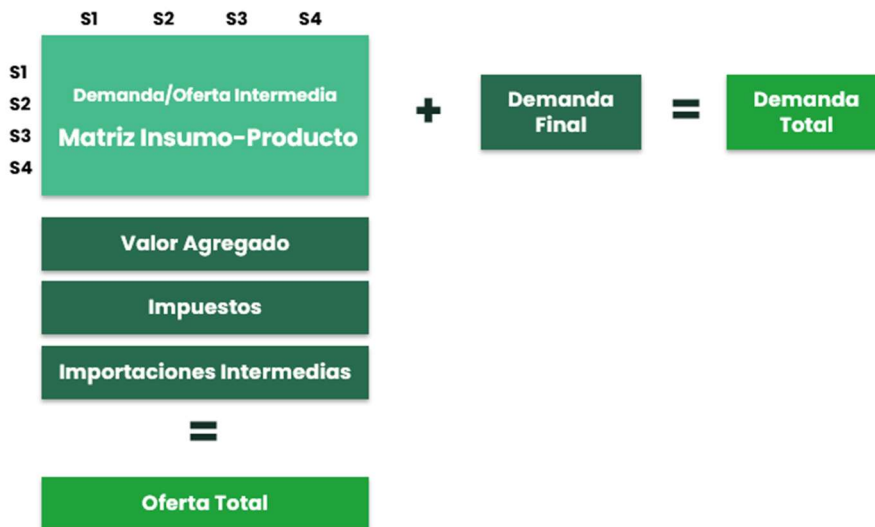 S1 S2 S3 S4
S1
S2
S3
S4
Demanda/Oferta Intermedia
Matriz Insumo-Producto
+
Demanda
Final
=
Demanda
Total
Valor Agregado
Impuestos
Importaciones Intermedias
=
Oferta Total